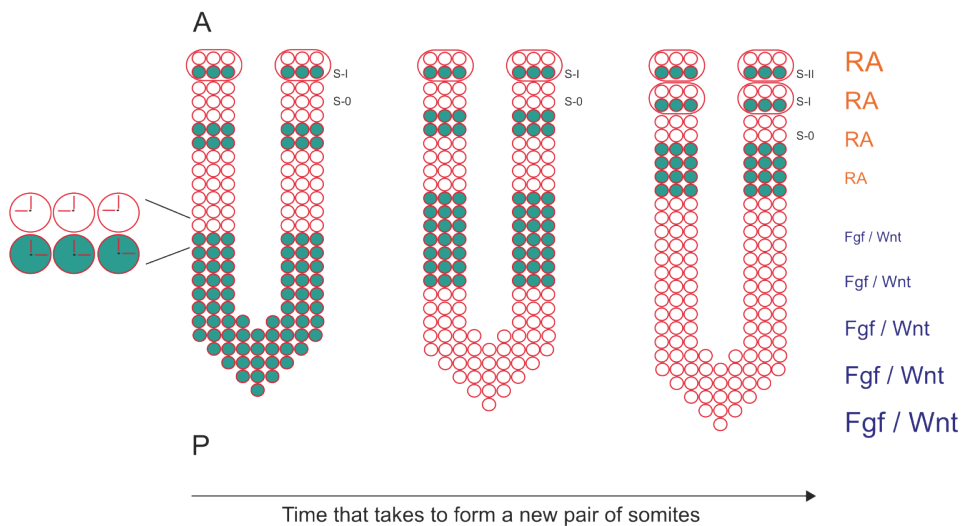 A
S-I
S-0
S-I
S-0
S-II
S-I
S-0
RA
RA
RA
RA
Fgf / Wnt
Fgf / Wnt
Fgf / Wnt
Fgf / Wnt
Fgf / Wnt
P
Time that takes to form a new pair of somites